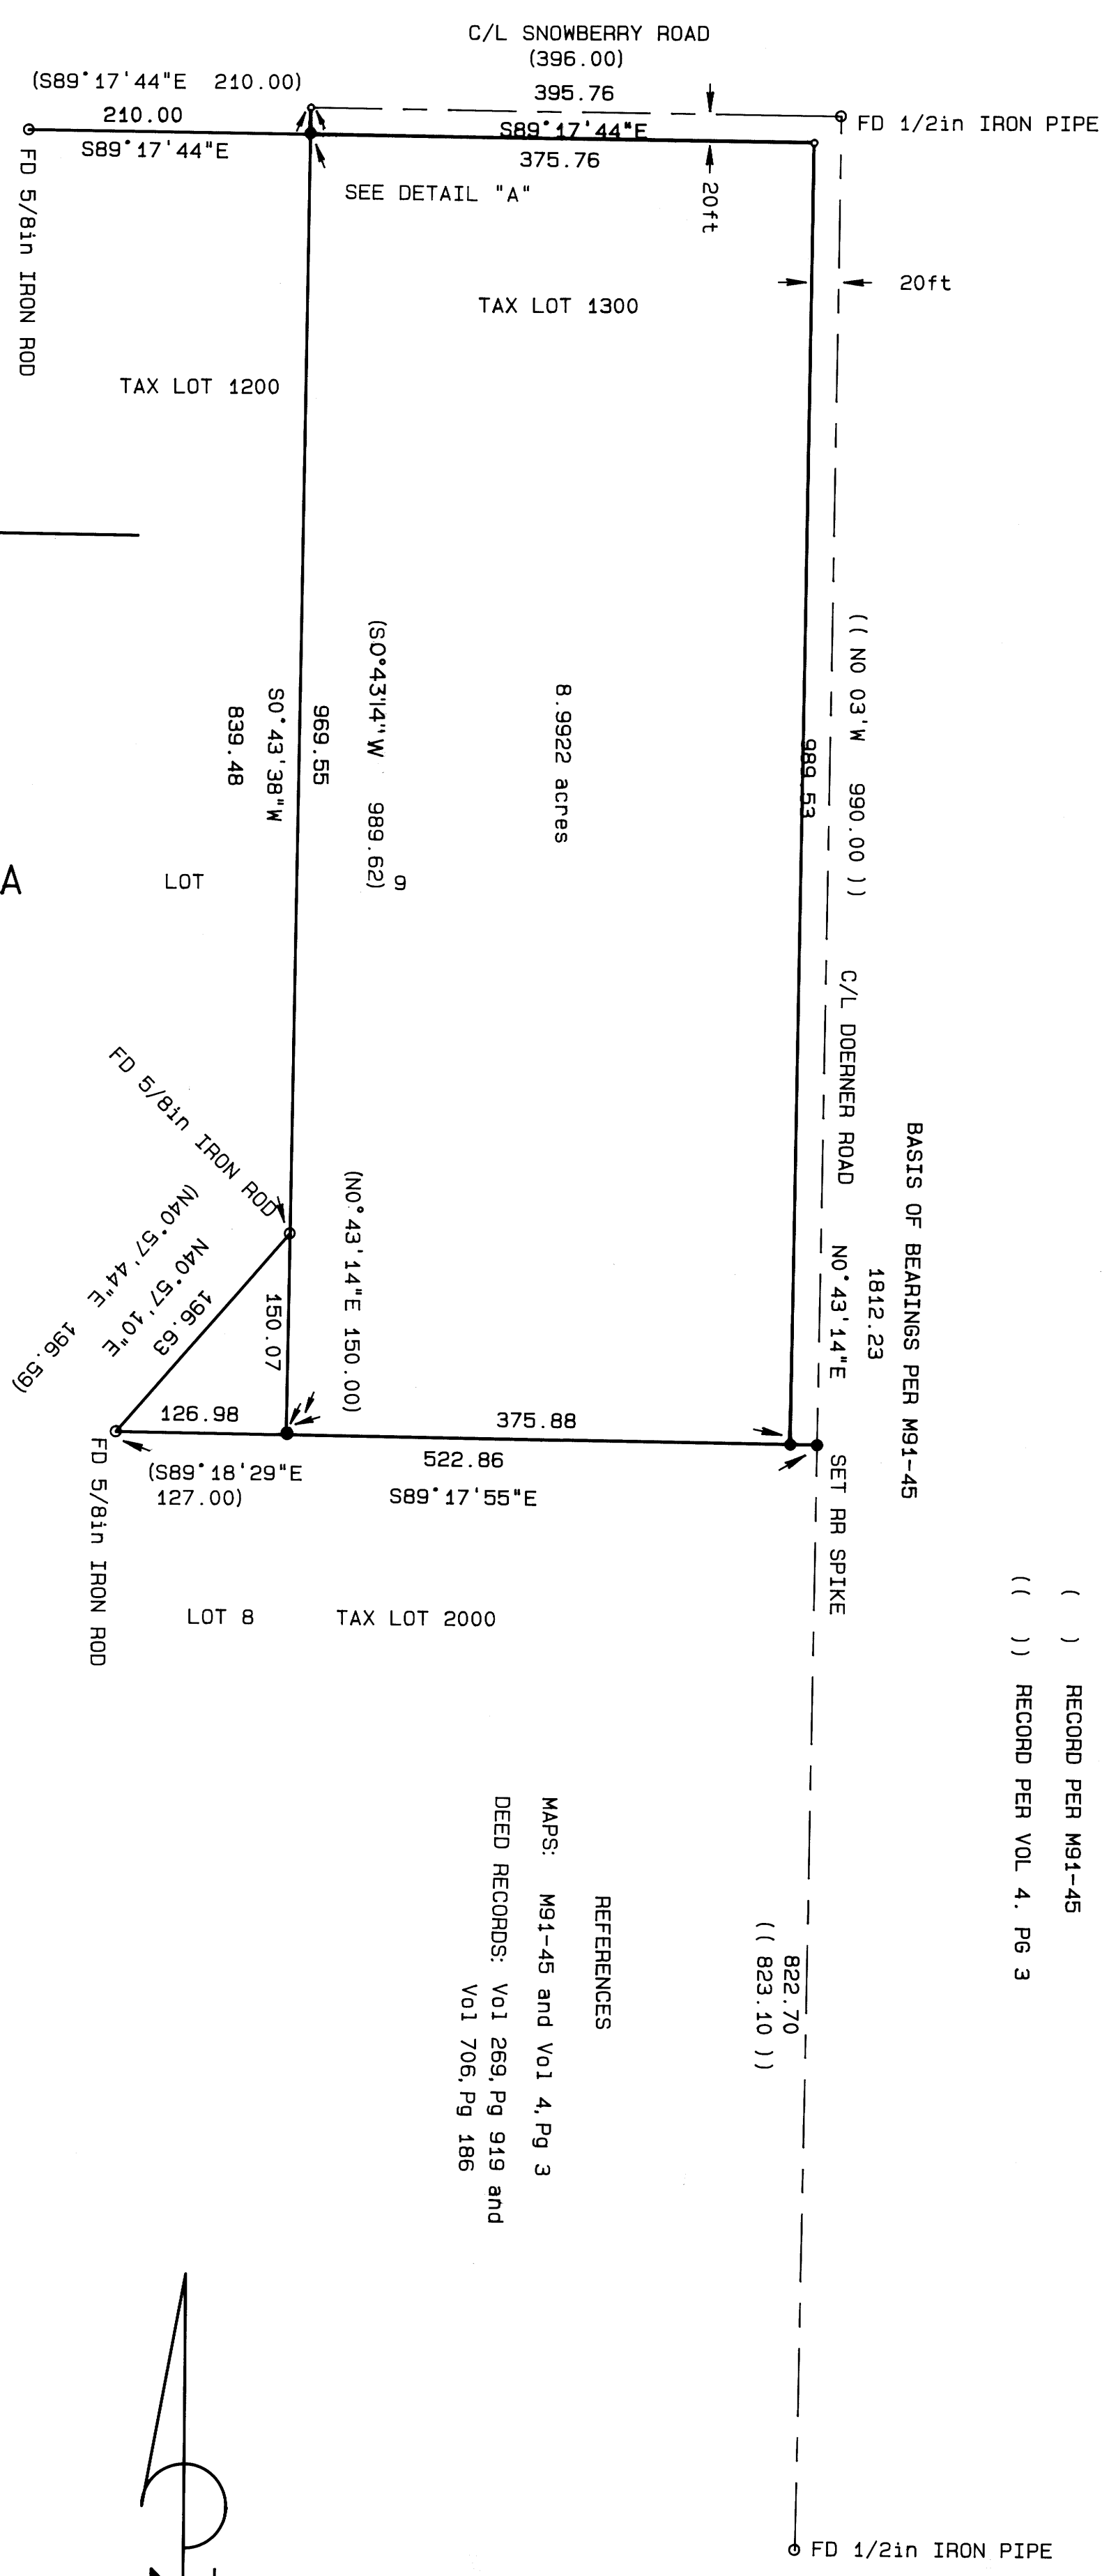 C/L SNOWBERRY ROAD
(396.00)
395.76
(S89°17'44"E 210.00)
210.00
S89°17'44"E
S89°17'44"E
375.76
FD 1/2in IRON PIPE
FD 5/8in IRON ROD
SEE DETAIL "A"
20ft
20ft
TAX LOT 1300
TAX LOT 1200
(( N0 03'W 990.00 ))
989.53
8.9922 acres
(S0°43'14"W 989.62)
969.55
S0°43'38"W
839.48
A
LOT
9
C/L DOERNER ROAD
N0°43'14"E
1812.23
BASIS OF BEARINGS PER M91-45
FD 5/8in IRON ROD
(N0°43'14"E 150.00)
150.07
196.63
N40°57'10"E
(N40°57'44"E 196.59)
126.98
375.88
522.86
(S89°18'29"E
127.00)
S89°17'55"E
FD 5/8in IRON ROD
SET RR SPIKE
LOT 8
TAX LOT 2000
( ) RECORD PER M91-45
(( )) RECORD PER VOL 4. PG 3
REFERENCES
MAPS: M91-45 and Vol 4, Pg 3
DEED RECORDS: Vol 269, Pg 919 and
Vol 706, Pg 186
822.70
(( 823.10 ))
FD 1/2in IRON PIPE